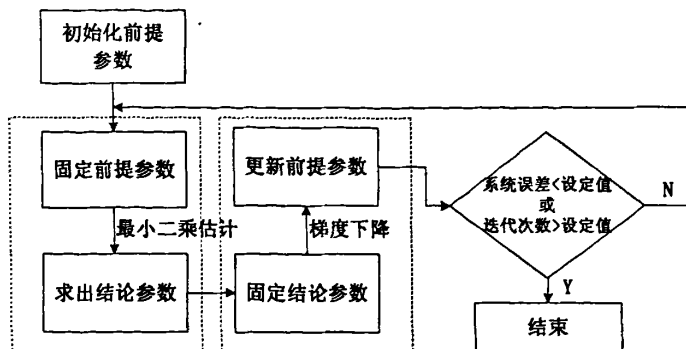 初始化前提
参数
固定前提参数
最小二乘估计
求出结论参数
更新前提参数
梯度下降
固定结论参数
系统误差<设定值
或
迭代次数>设定值
N
Y
结束